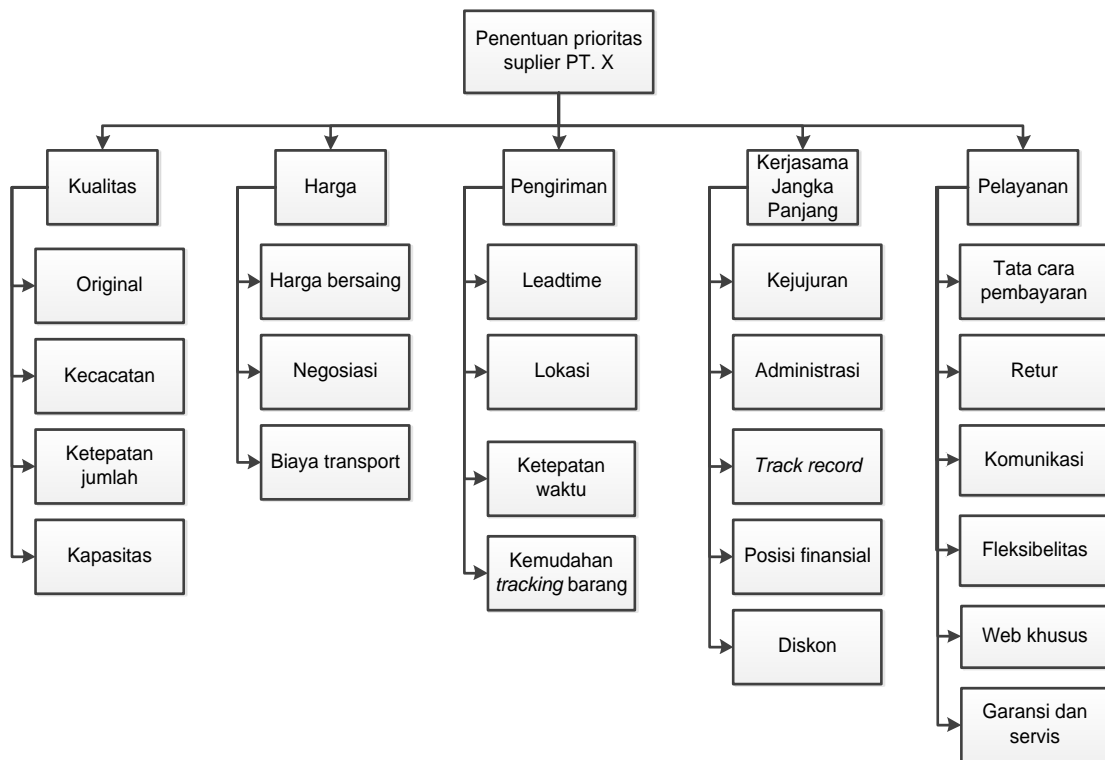 Penentuan prioritas
suplier PT. X
Kualitas
Harga
Pengiriman
Kerjasama
Jangka
Panjang
Pelayanan
Original
Kecacatan
Ketepatan
jumlah
Kapasitas
Harga bersaing
Negosiasi
Biaya transport
Leadtime
Lokasi
Ketepatan
waktu
Kemudahan
tracking barang
Kejujuran
Administrasi
Track record
Posisi finansial
Diskon
Tata cara
pembayaran
Retur
Komunikasi
Fleksibelitas
Web khusus
Garansi dan
servis